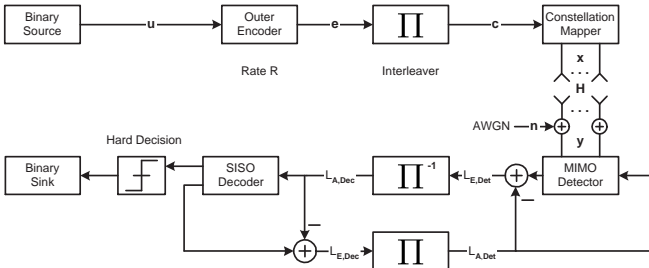 Binary
Source
u
Outer
Encoder
e
∏
c
Constellation
Mapper
Rate R
Interleaver
x
...
H
...
AWGN
n
+
+
y
Hard Decision
Binary
Sink
SISO
Decoder
L_A,Dec
∏ -1
L_E,Det
+
MIMO
Detector
−
−
+
L_E,Dec
∏
L_A,Det